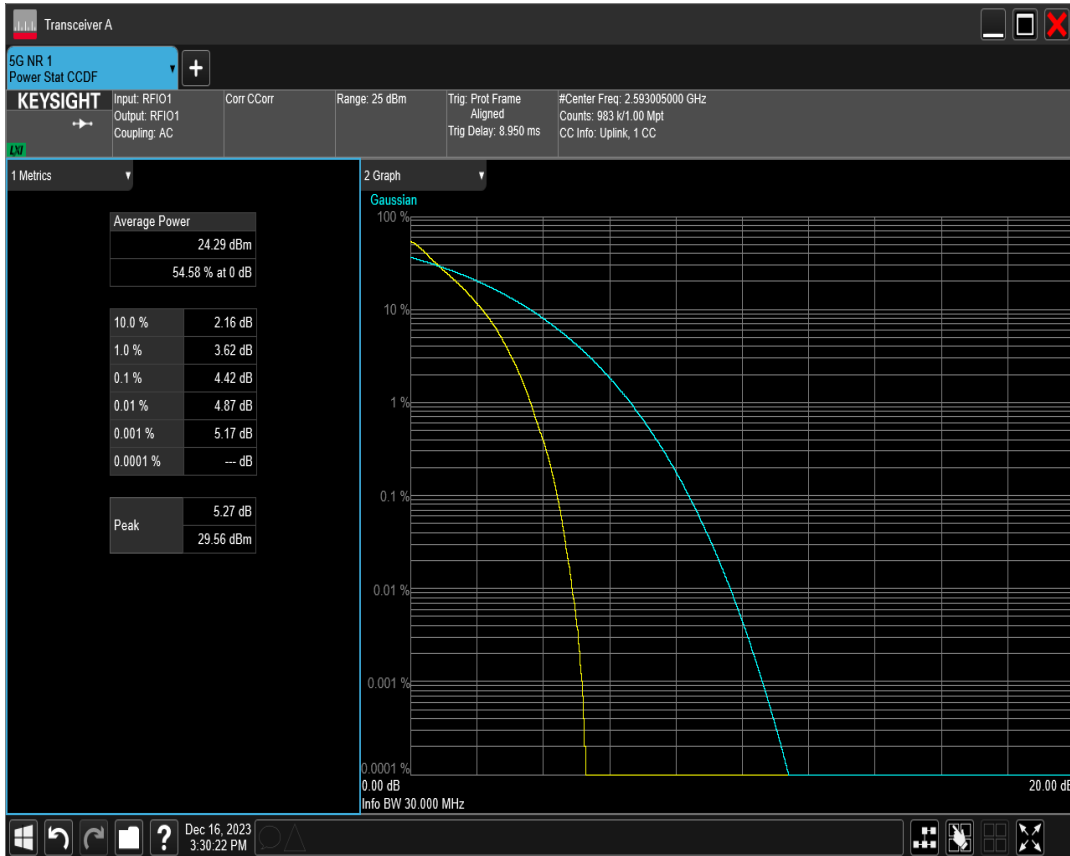 Transceiver A
5G NR 1
Power Stat CCDF
KEYSIGHT
LXI
Input: RFIO1
Output: RFIO1
Coupling: AC
Corr CCorr
Range: 25 dBm
Trig: Prot Frame
Aligned
Trig Delay: 8.950 ms
#Center Freq: 2.593005000 GHz
Counts: 983 k/1.00 Mpt
CC Info: Uplink, 1 CC
1 Metrics
Average Power
24.29 dBm
54.58 % at 0 dB
10.0 % 2.16 dB
1.0 % 3.62 dB
0.1 % 4.42 dB
0.01 % 4.87 dB
0.001 % 5.17 dB
0.0001 % --- dB
Peak
5.27 dB
29.56 dBm
2 Graph
Gaussian
100 %
10 %
1 %
0.1 %
0.01 %
0.001 %
0.0001 %
0.00 dB
20.00 dB
Info BW 30.000 MHz
?
Dec 16, 2023
3:30:22 PM